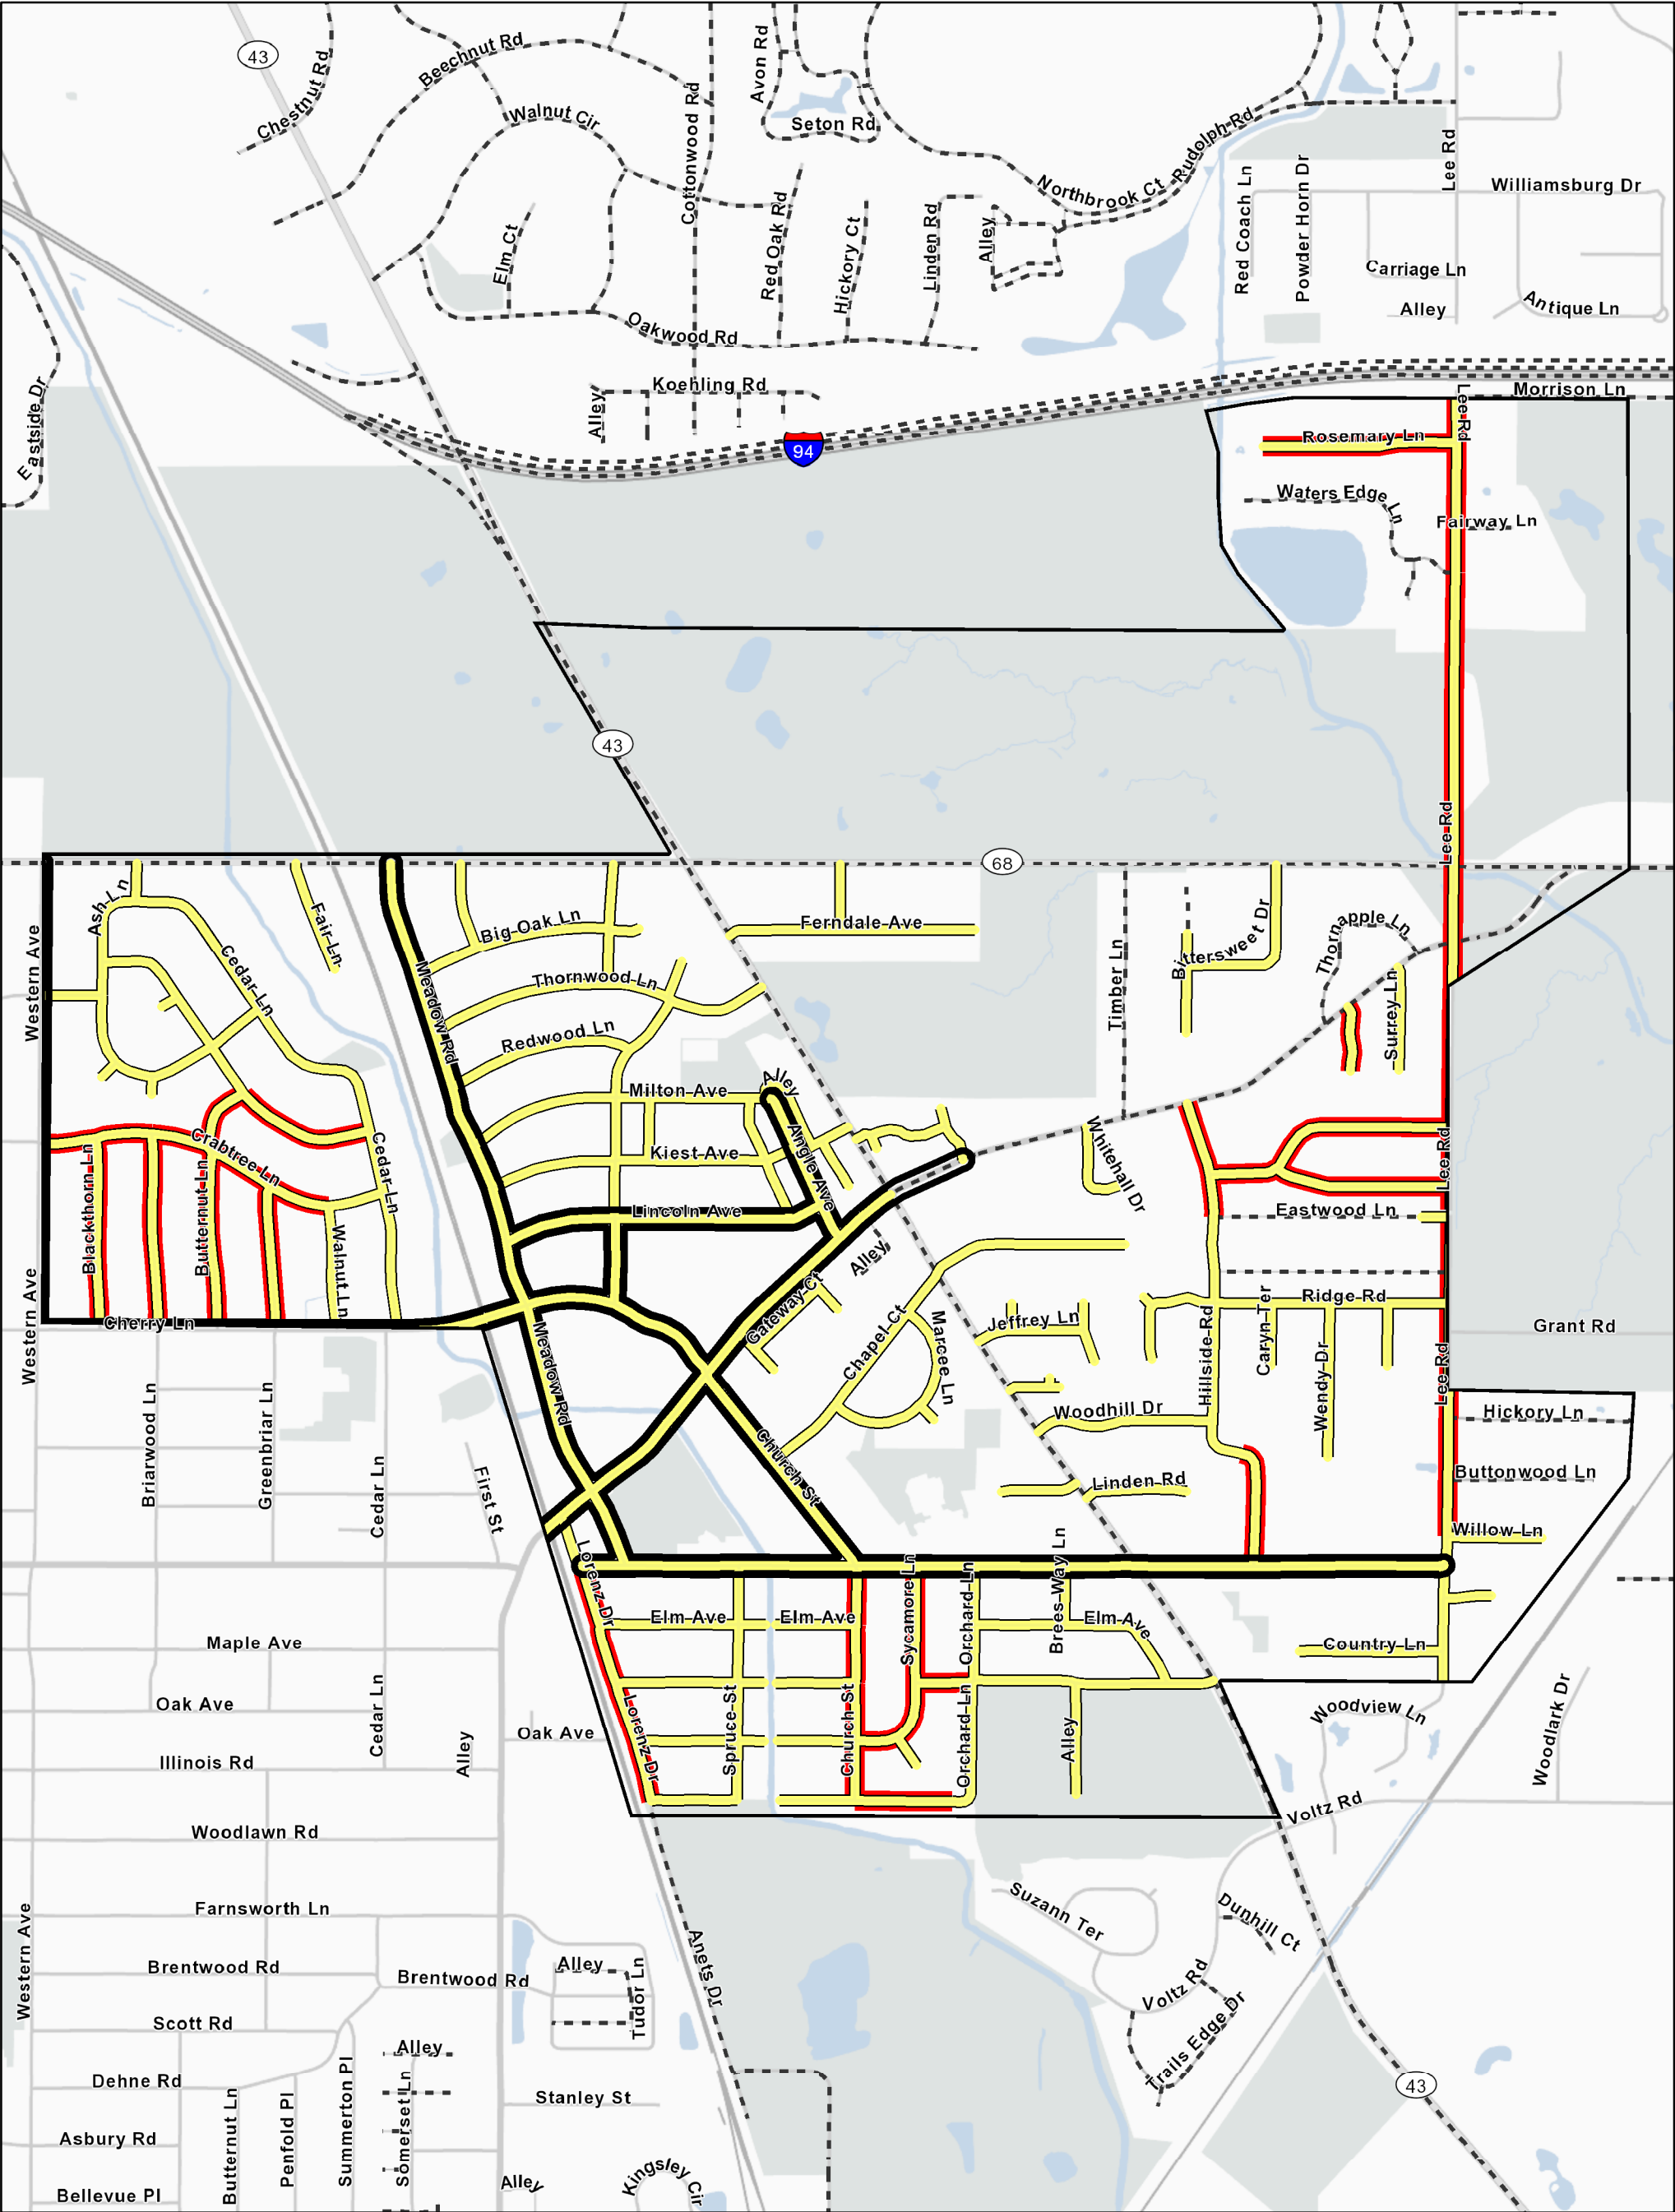 43
Chestnut Rd
Beechnut Rd
Walnut Cir
Cottonwood Rd
Avon Rd
Seton Rd
Rudolph Rd
Northbrook Ct
Lee Rd
Red Coach Ln
Powder Horn Dr
Williamsburg Dr
Carriage Ln
Alley
Antique Ln
Elm Ct
Red Oak Rd
Hickory Ct
Linden Rd
Alley
Oakwood Rd
Koehling Rd
Alley
Eastside Dr
94
Morrison Ln
Lee Rd
Rosemary Ln
Waters Edge Ln
Fairway Ln
43
Lee Rd
68
Western Ave
Ash Ln
Fair Ln
Cedar Ln
Meadow Rd
Big Oak Ln
Thornwood Ln
Redwood Ln
Ferndale Ave
Timber Ln
Bittersweet Dr
Thornapple Ln
Surrey Ln
Milton Ave
Alley
Kiest Ave
Angle Ave
Lincoln Ave
Alley
Whitehall Dr
Lee Rd
Eastwood Ln
Crabtree Ln
Blackthorn Ln
Butternut Ln
Cedar Ln
Walnut Ln
Western Ave
Cherry Ln
Gateway Ct
Chapel Ct
Marcee Ln
Jeffrey Ln
Hillside Rd
Caryn Ter
Ridge Rd
Wendy Dr
Lee Rd
Grant Rd
Meadow Rd
Church St
Woodhill Dr
Linden Rd
Hickory Ln
Buttonwood Ln
Willow Ln
Briarwood Ln
Greenbriar Ln
Cedar Ln
First St
Lorenz Dr
Elm Ave
Elm Ave
Sycamore Ln
Orchard Ln
Brees Way Ln
Elm Ave
Country Ln
Maple Ave
Oak Ave
Cedar Ln
Alley
Oak Ave
Illinois Rd
Lorenz Dr
Spruce St
Church St
Orchard Ln
Alley
Woodview Ln
Woodlark Dr
Voltz Rd
Woodlawn Rd
Farnsworth Ln
Western Ave
Brentwood Rd
Brentwood Rd
Alley
Tudor Ln
Anets Dr
Suzann Ter
Dunhill Ct
Voltz Rd
Trails Edge Dr
Scott Rd
Alley
Dehne Rd
Butternut Ln
Penfold Pl
Summerton Pl
Somerset Ln
Stanley St
43
Asbury Rd
Bellevue Pl
Alley
Kingsley Cir